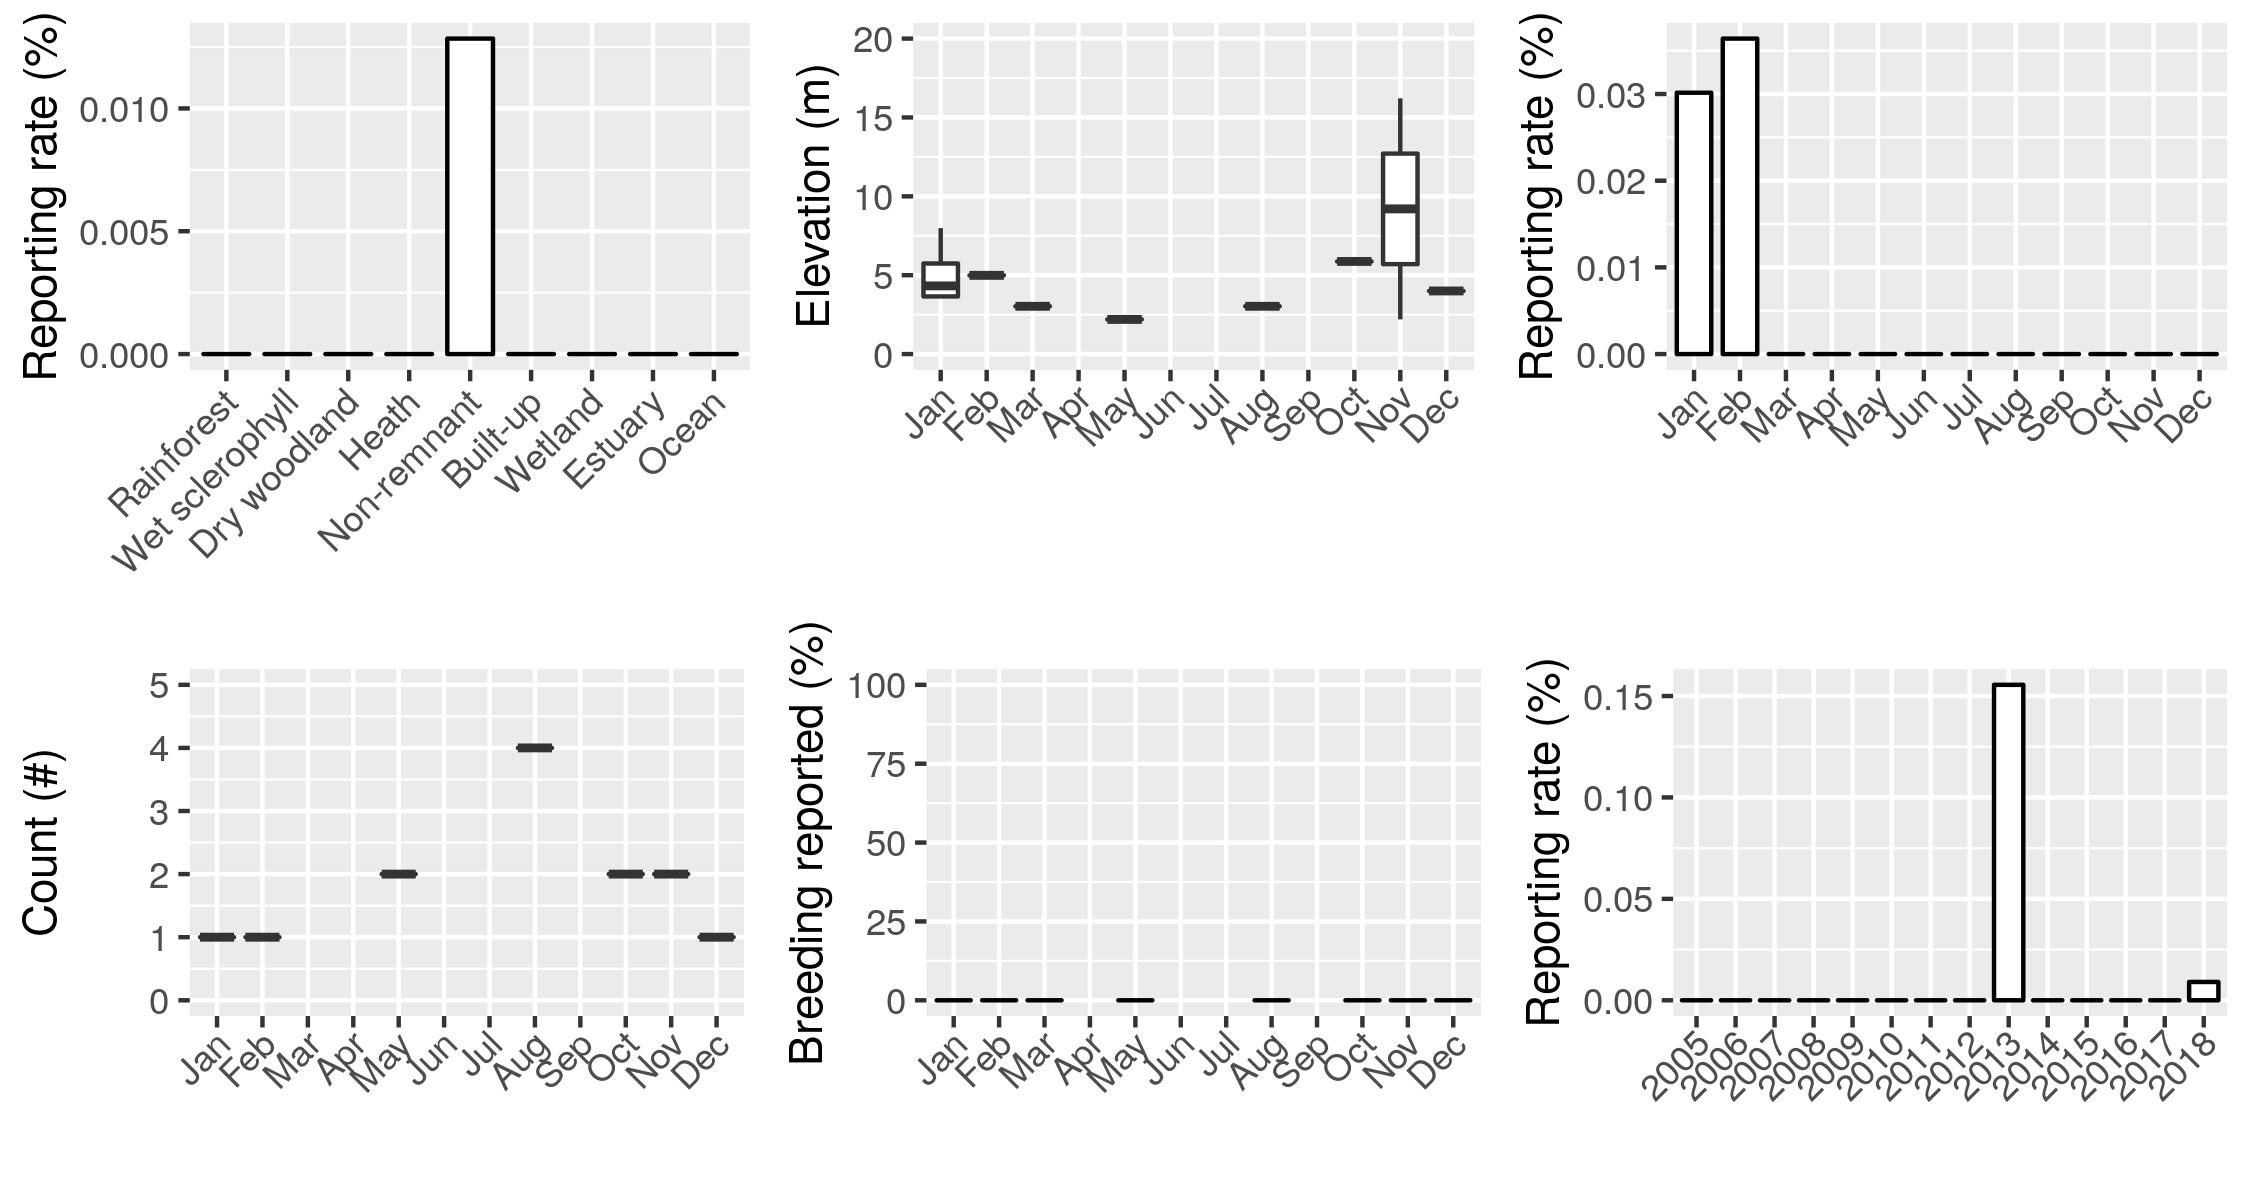 Reporting rate (%)
0.010
0.005
0.000
Rainforest
Wet sclerophyll
Dry woodland
Heath
Non-remnant
Built-up
Wetland
Estuary
Ocean
Elevation (m)
20
15
10
5
0
Jan
Feb
Mar
Apr
May
Jun
Jul
Aug
Sep
Oct
Nov
Dec
Reporting rate (%)
0.03
0.02
0.01
0.00
Jan
Feb
Mar
Apr
May
Jun
Jul
Aug
Sep
Oct
Nov
Dec
Count (#)
5
4
3
2
1
0
Jan
Feb
Mar
Apr
May
Jun
Jul
Aug
Sep
Oct
Nov
Dec
Breeding reported (%)
100
75
50
25
0
Jan
Feb
Mar
Apr
May
Jun
Jul
Aug
Sep
Oct
Nov
Dec
Reporting rate (%)
0.15
0.10
0.05
0.00
2005
2006
2007
2008
2009
2010
2011
2012
2013
2014
2015
2016
2017
2018